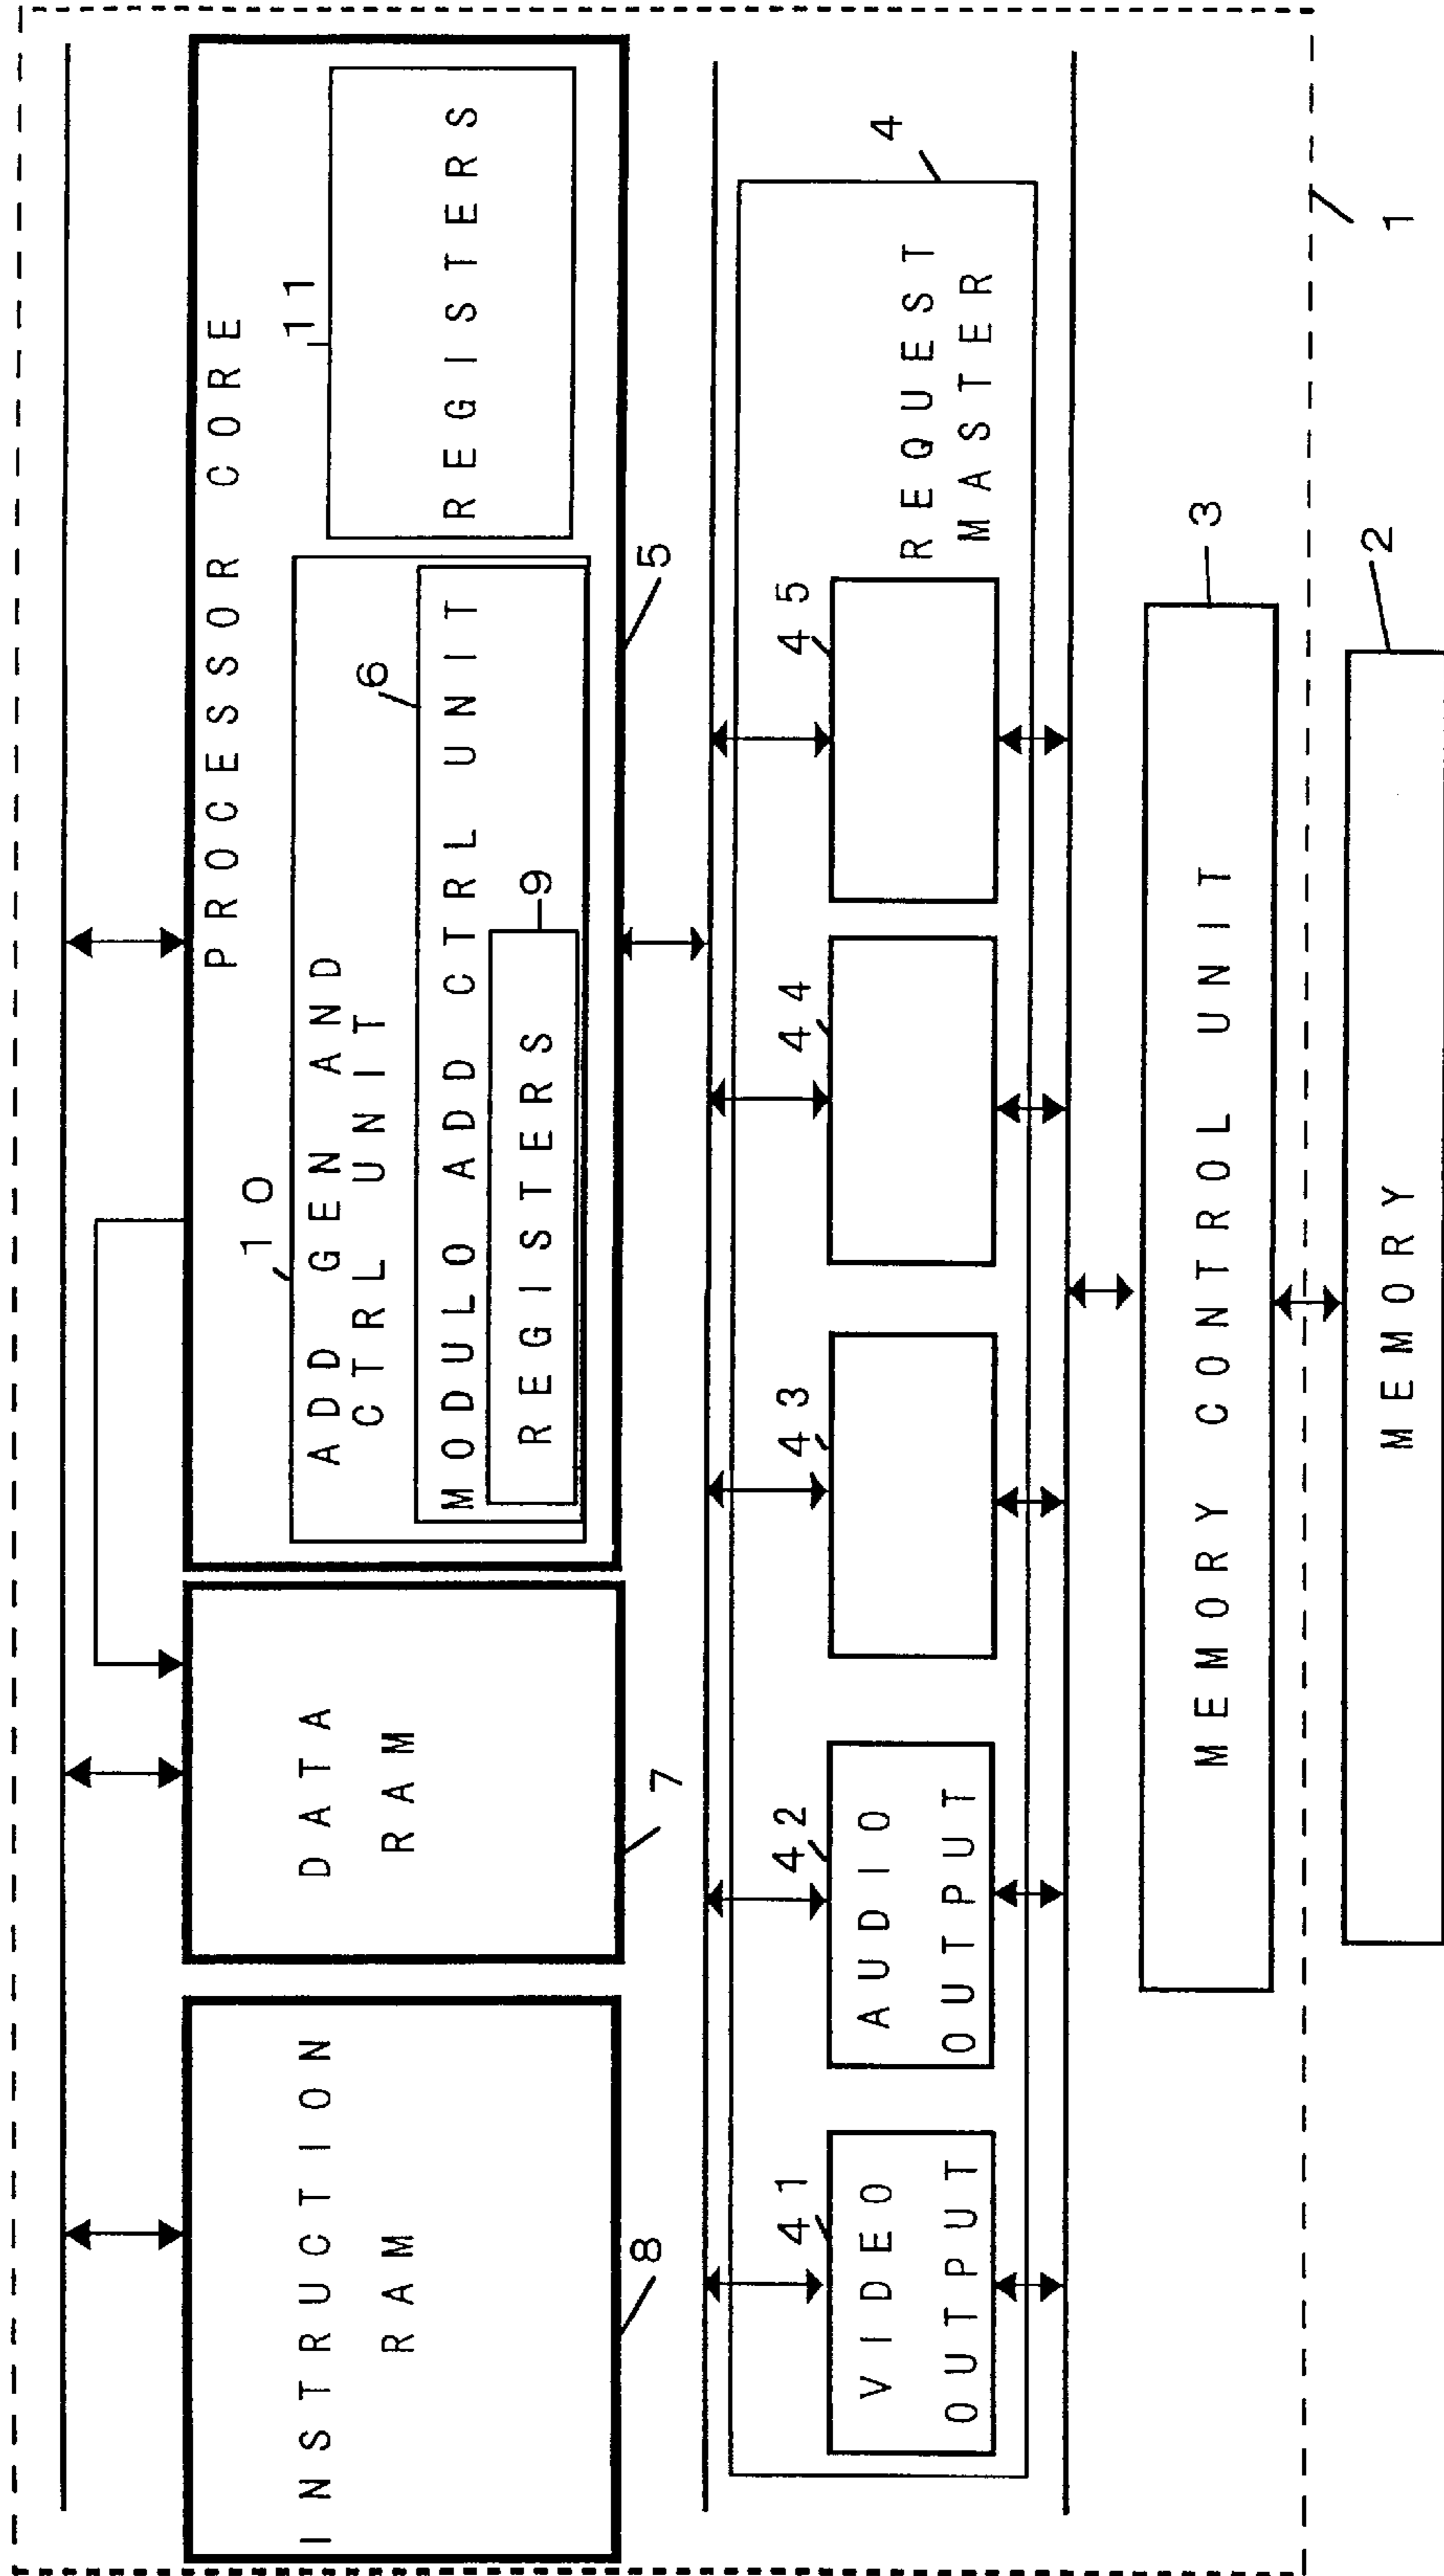 INSTRUCTION
RAM
8
DATA
RAM
7
PROCESSOR CORE
10
ADD GEN AND
CTRL UNIT
6
MODULO ADD CTRL UNIT
REGISTERS
9
11
REGISTERS
5
41
VIDEO
OUTPUT
42
AUDIO
OUTPUT
43
44
45
REQUEST
MASTER
4
MEMORY CONTROL UNIT
3
1
MEMORY
2